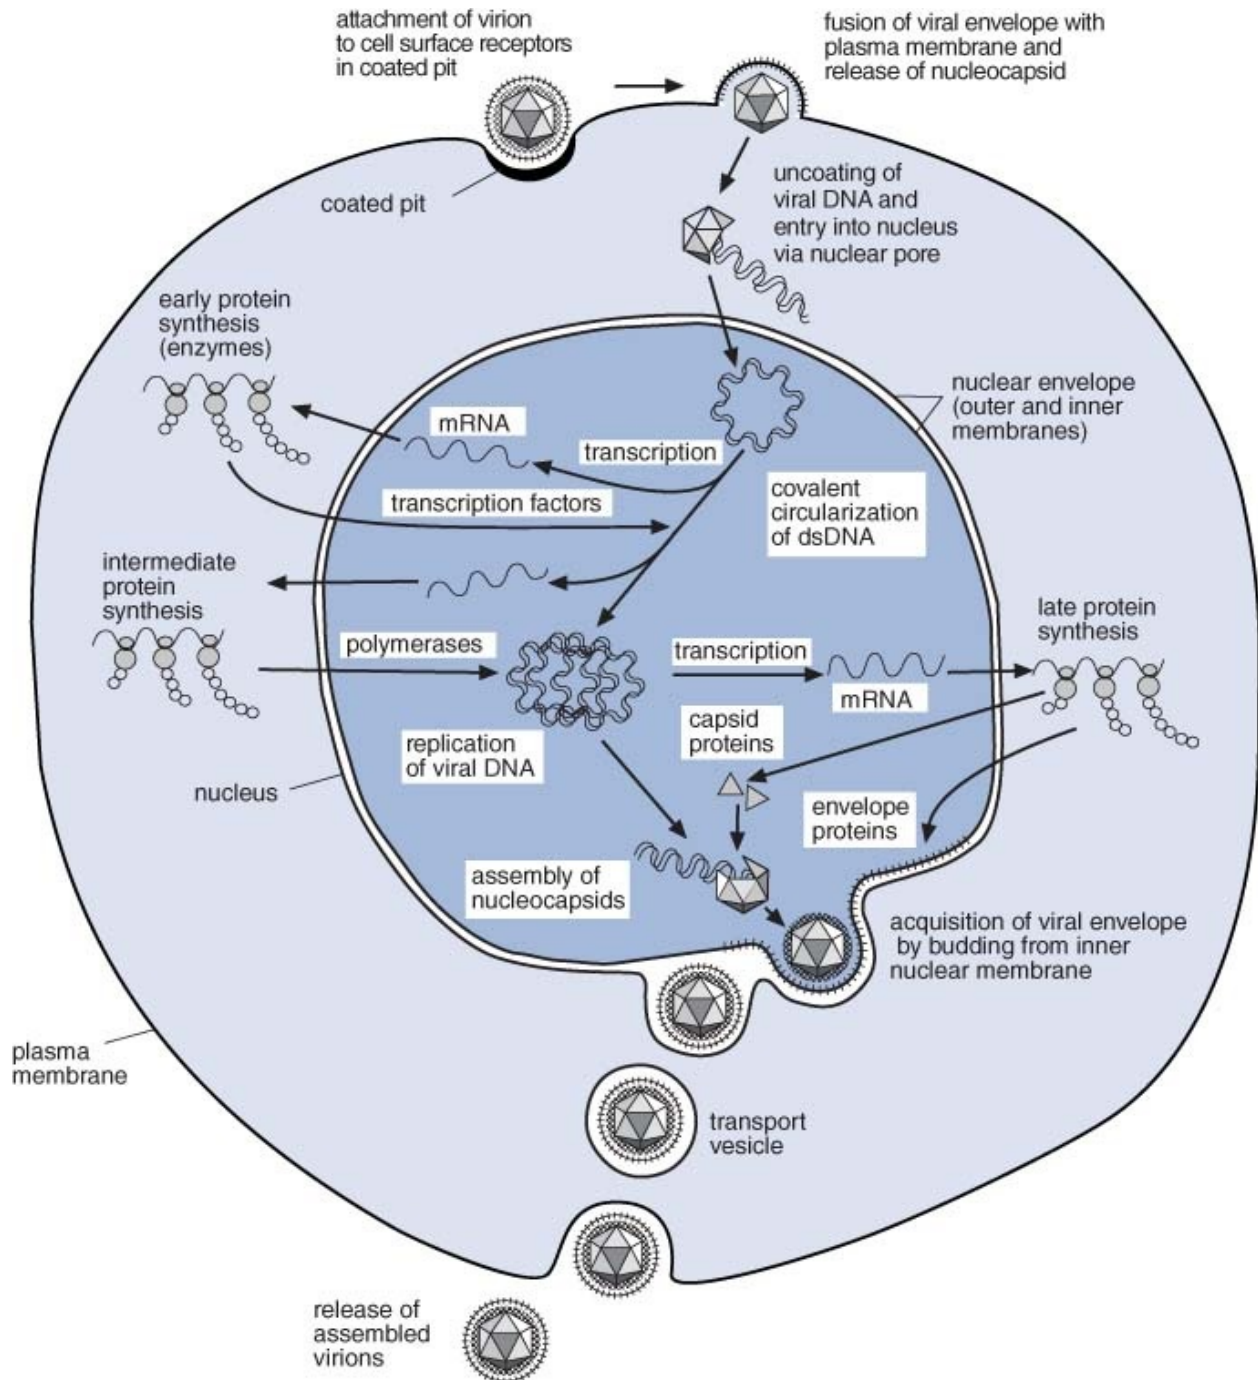 attachment of virion
to cell surface receptors
in coated pit
fusion of viral envelope with
plasma membrane and
release of nucleocapsid
coated pit
uncoating of
viral DNA and
entry into nucleus
via nuclear pore
early protein
synthesis
(enzymes)
nuclear envelope
(outer and inner
membranes)
mRNA
transcription
transcription factors
covalent
circularization
of dsDNA
intermediate
protein
synthesis
late protein
synthesis
polymerases
transcription
mRNA
capsid
proteins
replication
of viral DNA
nucleus
envelope
proteins
assembly of
nucleocapsids
acquisition of viral envelope
by budding from inner
nuclear membrane
plasma
membrane
transport
vesicle
release of
assembled
virions